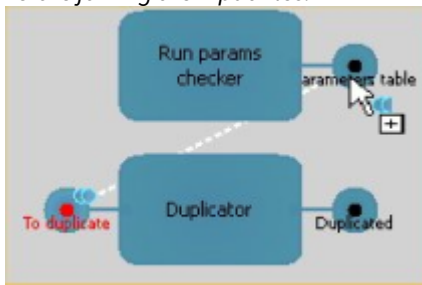 Run params
checker
arameters table
To duplicate
Duplicator
Duplicated